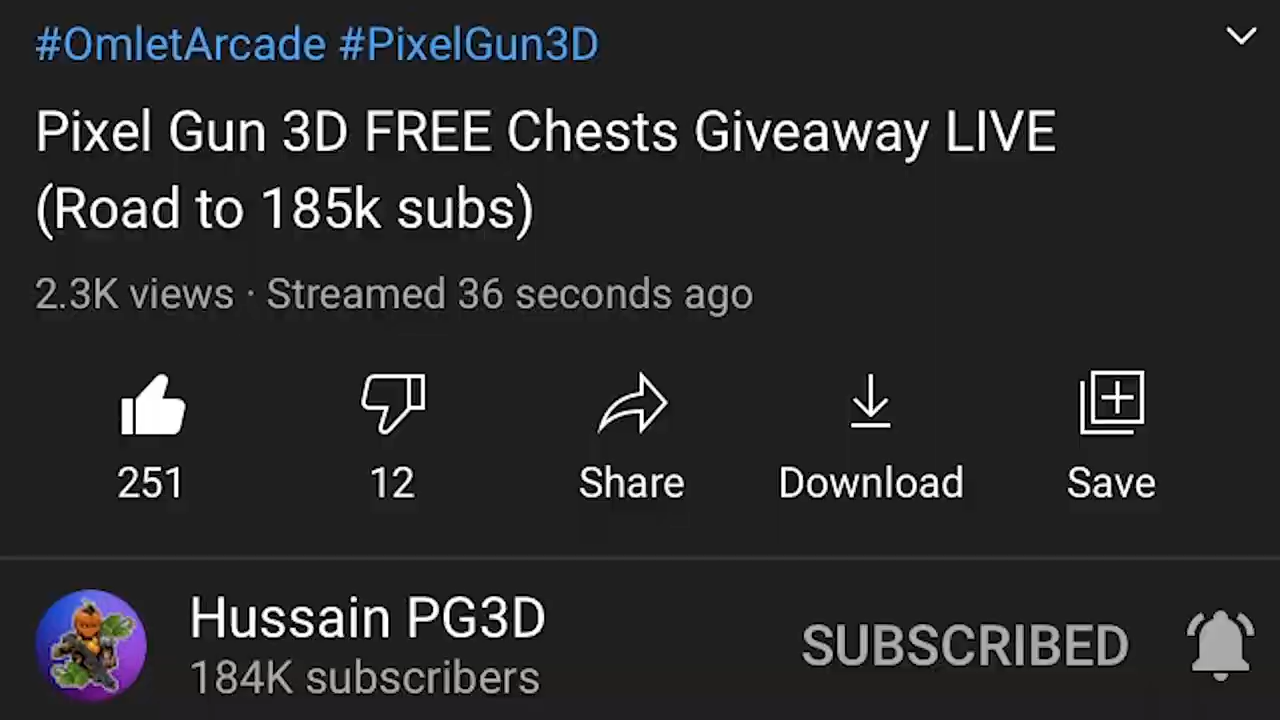 #OmletArcade #PixelGun3D
Pixel Gun 3D FREE Chests Giveaway LIVE
(Road to 185k subs)
2.3K views · Streamed 36 seconds ago
251 12 Share Download Save
Hussain PG3D
184K subscribers
SUBSCRIBED